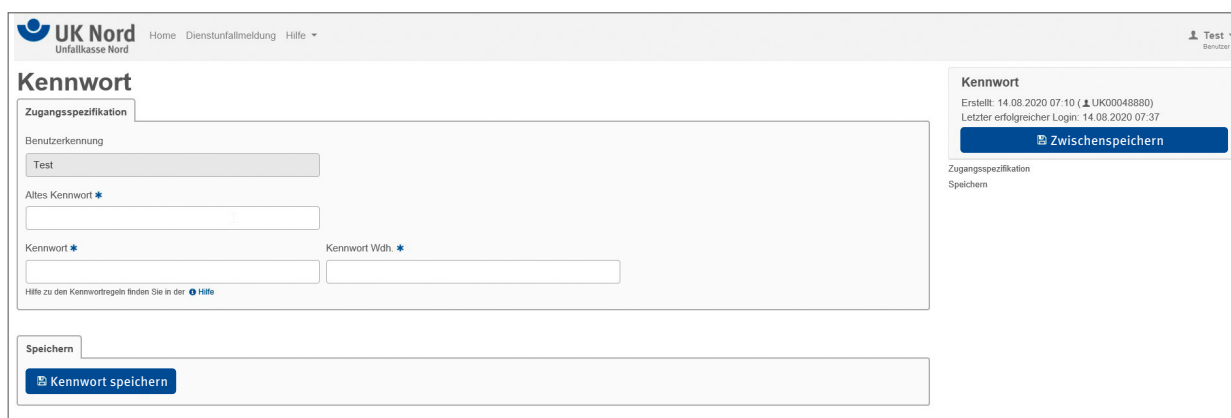 UK Nord
Unfallkasse Nord
Home Dienstunfallmeldung Hilfe
Test
Benutzer
Kennwort
Zugangsspezifikation
Benutzerkennung
Test
Altes Kennwort *
Kennwort * Kennwort Wdh. *
Hilfe zu den Kennwortregeln finden Sie in der Hilfe
Speichern
Kennwort speichern
Kennwort
Erstellt: 14.08.2020 07:10 ( UK00048880)
Letzter erfolgreicher Login: 14.08.2020 07:37
Zwischenspeichern
Zugangsspezifikation
Speichern